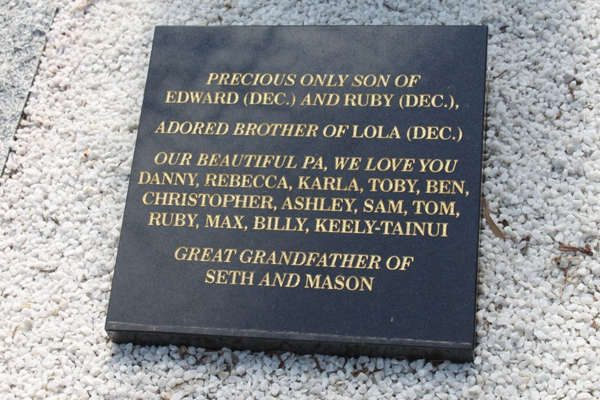 PRECIOUS ONLY SON OF
EDWARD (DEC.) AND RUBY (DEC.),
ADORED BROTHER OF LOLA (DEC.)
OUR BEAUTIFUL PA, WE LOVE YOU
DANNY, REBECCA, KARLA, TOBY, BEN,
CHRISTOPHER, ASHLEY, SAM, TOM,
RUBY, MAX, BILLY, KEELY-TAINUI
GREAT GRANDFATHER OF
SETH AND MASON